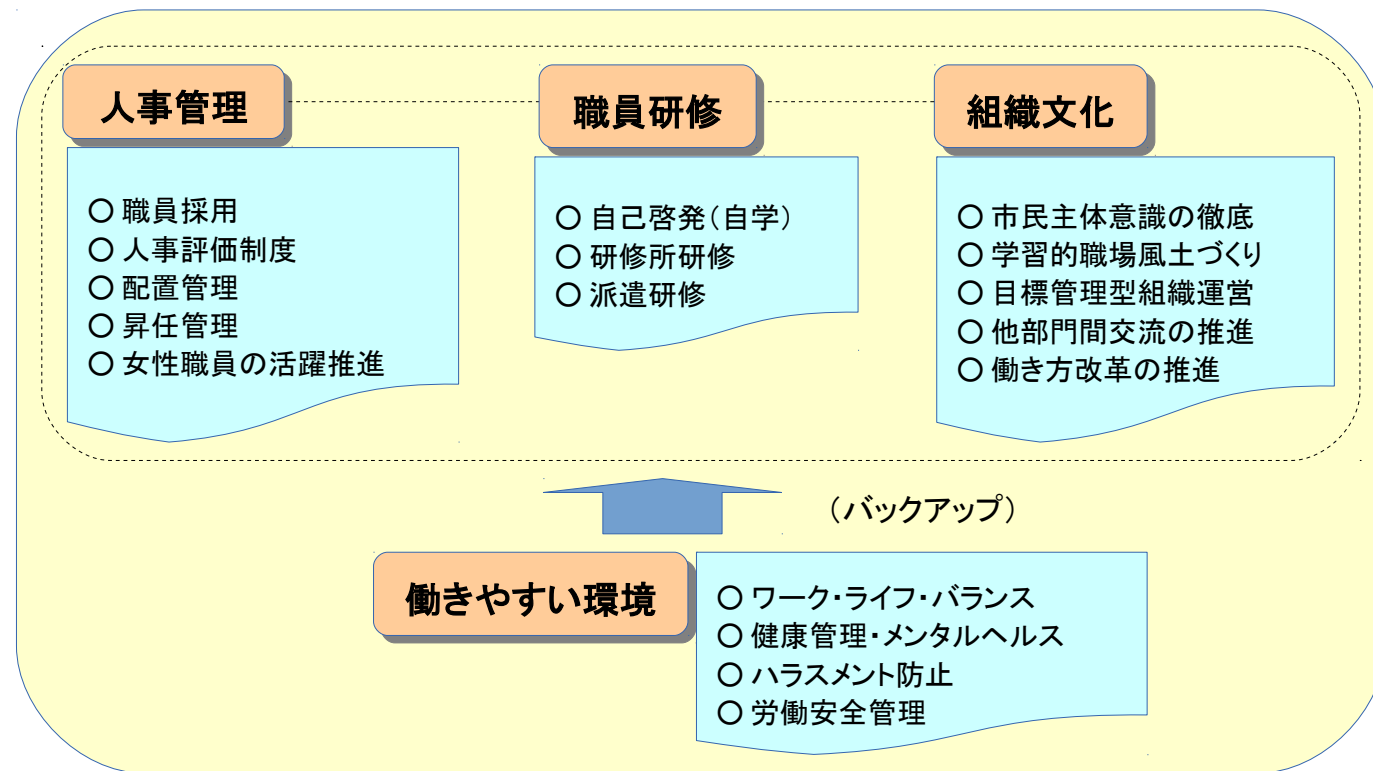 人事管理
○ 職員採用
○ 人事評価制度
○ 配置管理
○ 昇任管理
○ 女性職員の活躍推進
職員研修
○ 自己啓発(自学)
○ 研修所研修
○ 派遣研修
組織文化
○ 市民主体意識の徹底
○ 学習的職場風土づくり
○ 目標管理型組織運営
○ 他部門間交流の推進
○ 働き方改革の推進
(バックアップ)
働きやすい環境
○ ワーク・ライフ・バランス
○ 健康管理・メンタルヘルス
○ ハラスメント防止
○ 労働安全管理